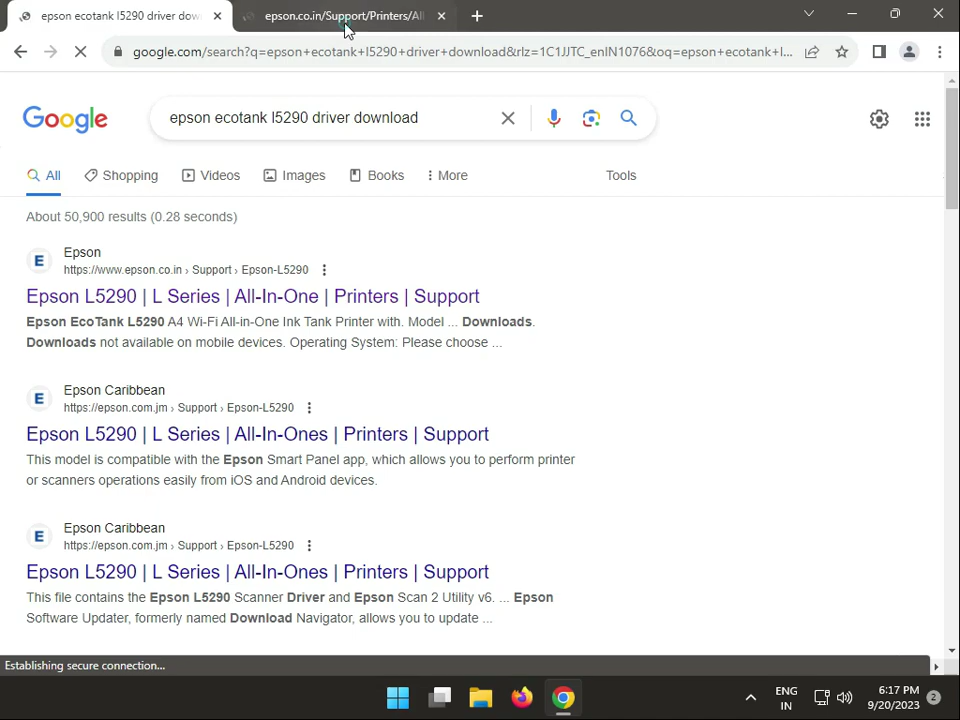 epson ecotank l5290 driver dow
epson.co.in/Support/Printers/All
google.com/search?q=epson+ecotank+l5290+driver+download&rlz=1C1JJTC_enIN1076&oq=epson+ecotank+l...
Google
epson ecotank l5290 driver download
All
Shopping
Videos
Images
Books
More
Tools
About 50,900 results (0.28 seconds)
E
Epson
https://www.epson.co.in › Support › Epson-L5290
Epson L5290 | L Series | All-In-One | Printers | Support
Epson EcoTank L5290 A4 Wi-Fi All-in-One Ink Tank Printer with. Model ... Downloads.
Downloads not available on mobile devices. Operating System: Please choose ...
E
Epson Caribbean
https://epson.com.jm › Support › Epson-L5290
Epson L5290 | L Series | All-In-Ones | Printers | Support
This model is compatible with the Epson Smart Panel app, which allows you to perform printer
or scanners operations easily from iOS and Android devices.
E
Epson Caribbean
https://epson.com.jm › Support › Epson-L5290
Epson L5290 | L Series | All-In-Ones | Printers | Support
This file contains the Epson L5290 Scanner Driver and Epson Scan 2 Utility v6. ... Epson
Software Updater, formerly named Download Navigator, allows you to update ...
Establishing secure connection...
ENG
IN
6:17 PM
9/20/2023
2